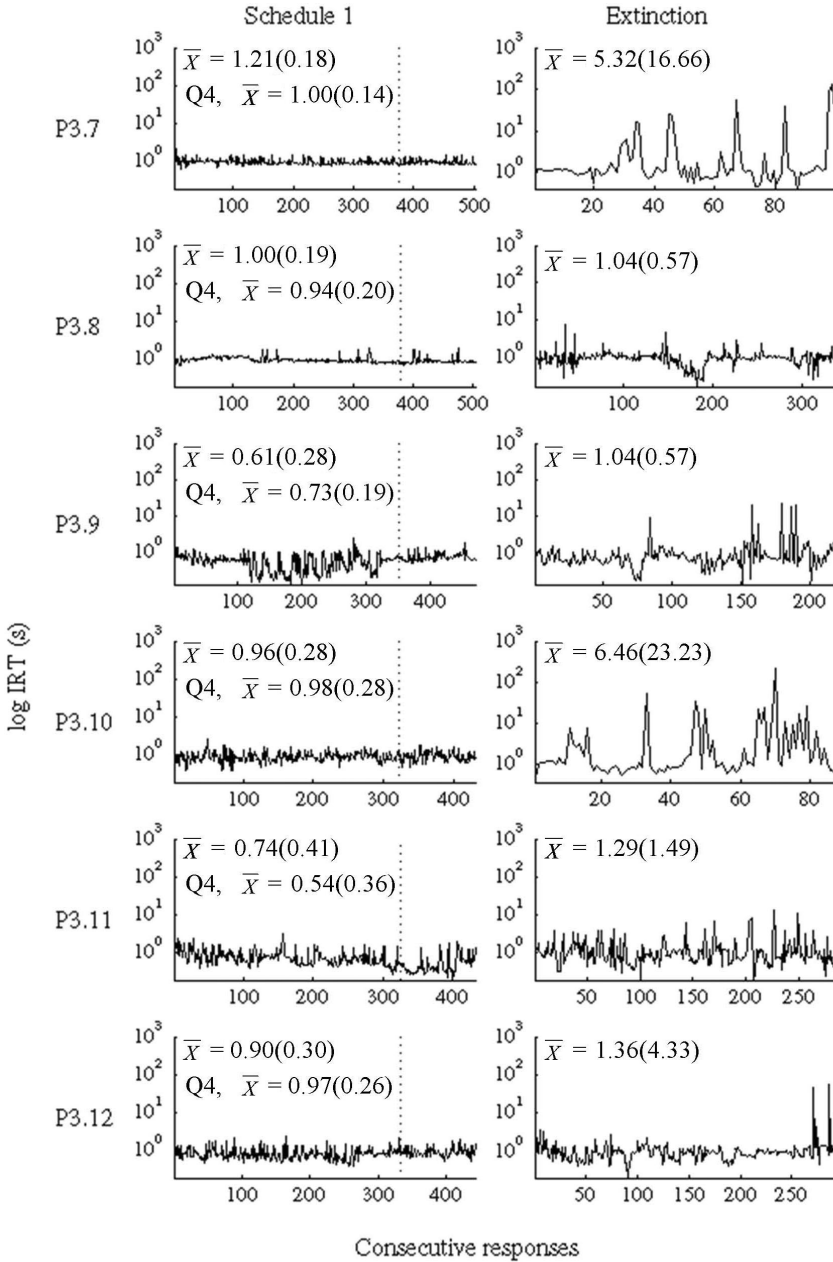 Schedule 1 Extinction
P3.7
10³ 10² 10¹ 10⁰
X̅ = 1.21(0.18)
Q4, X̅ = 1.00(0.14)
100 200 300 400 500
10³ 10² 10¹ 10⁰
X̅ = 5.32(16.66)
20 40 60 80
P3.8
10³ 10² 10¹ 10⁰
X̅ = 1.00(0.19)
Q4, X̅ = 0.94(0.20)
100 200 300 400 500
10³ 10² 10¹ 10⁰
X̅ = 1.04(0.57)
100 200 300
P3.9
10³ 10² 10¹ 10⁰
X̅ = 0.61(0.28)
Q4, X̅ = 0.73(0.19)
100 200 300 400
10³ 10² 10¹ 10⁰
X̅ = 1.04(0.57)
50 100 150 200
log IRT (s)
P3.10
10³ 10² 10¹ 10⁰
X̅ = 0.96(0.28)
Q4, X̅ = 0.98(0.28)
100 200 300 400
10³ 10² 10¹ 10⁰
X̅ = 6.46(23.23)
20 40 60 80
P3.11
10³ 10² 10¹ 10⁰
X̅ = 0.74(0.41)
Q4, X̅ = 0.54(0.36)
100 200 300 400
10³ 10² 10¹ 10⁰
X̅ = 1.29(1.49)
50 100 150 200 250
P3.12
10³ 10² 10¹ 10⁰
X̅ = 0.90(0.30)
Q4, X̅ = 0.97(0.26)
100 200 300 400
10³ 10² 10¹ 10⁰
X̅ = 1.36(4.33)
50 100 150 200 250
Consecutive responses